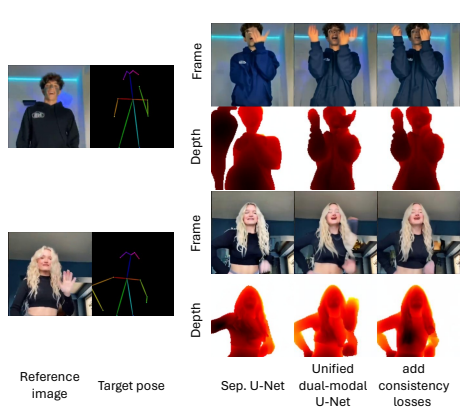 Frame
Depth
Frame
Depth
Reference
image
Target pose
Sep. U-Net
Unified
dual-modal
U-Net
add
consistency
losses